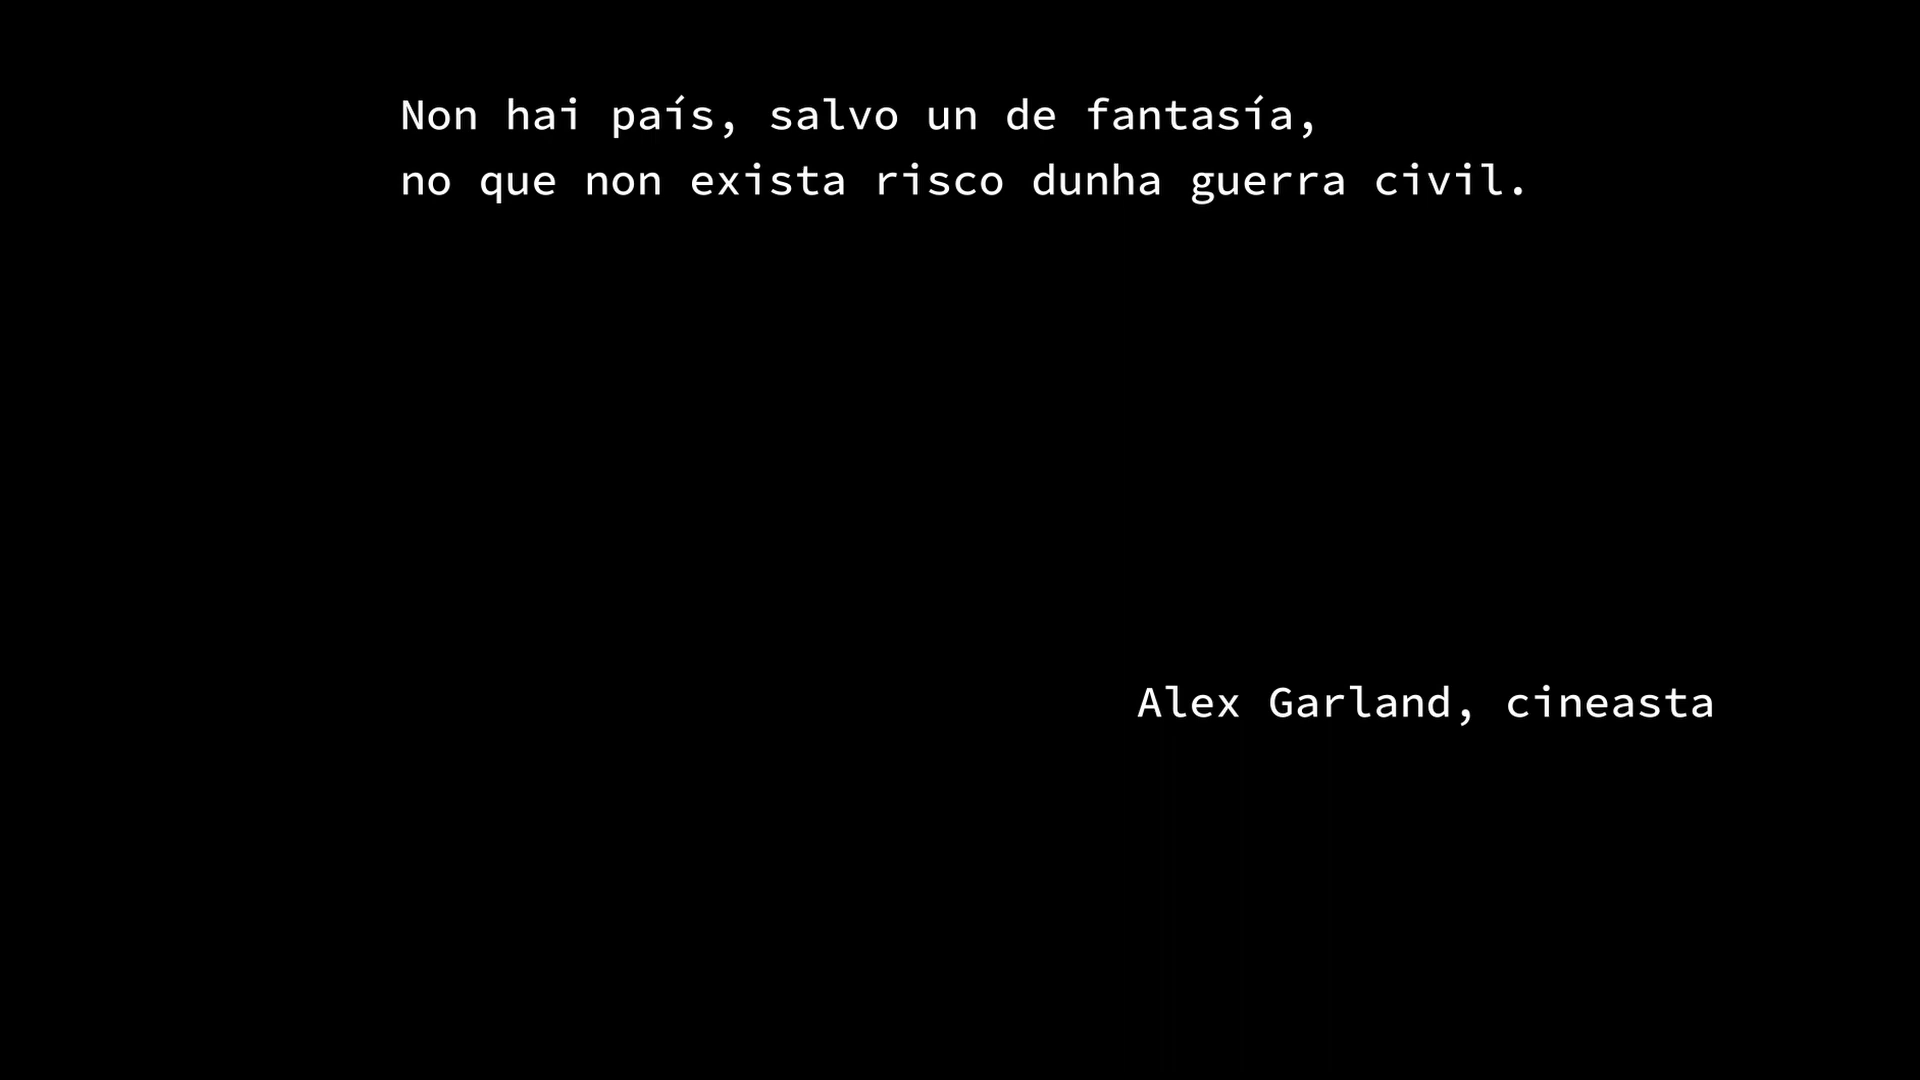 Non hai país, salvo un de fantasía,
no que non exista risco dunha guerra civil.
Alex Garland, cineasta